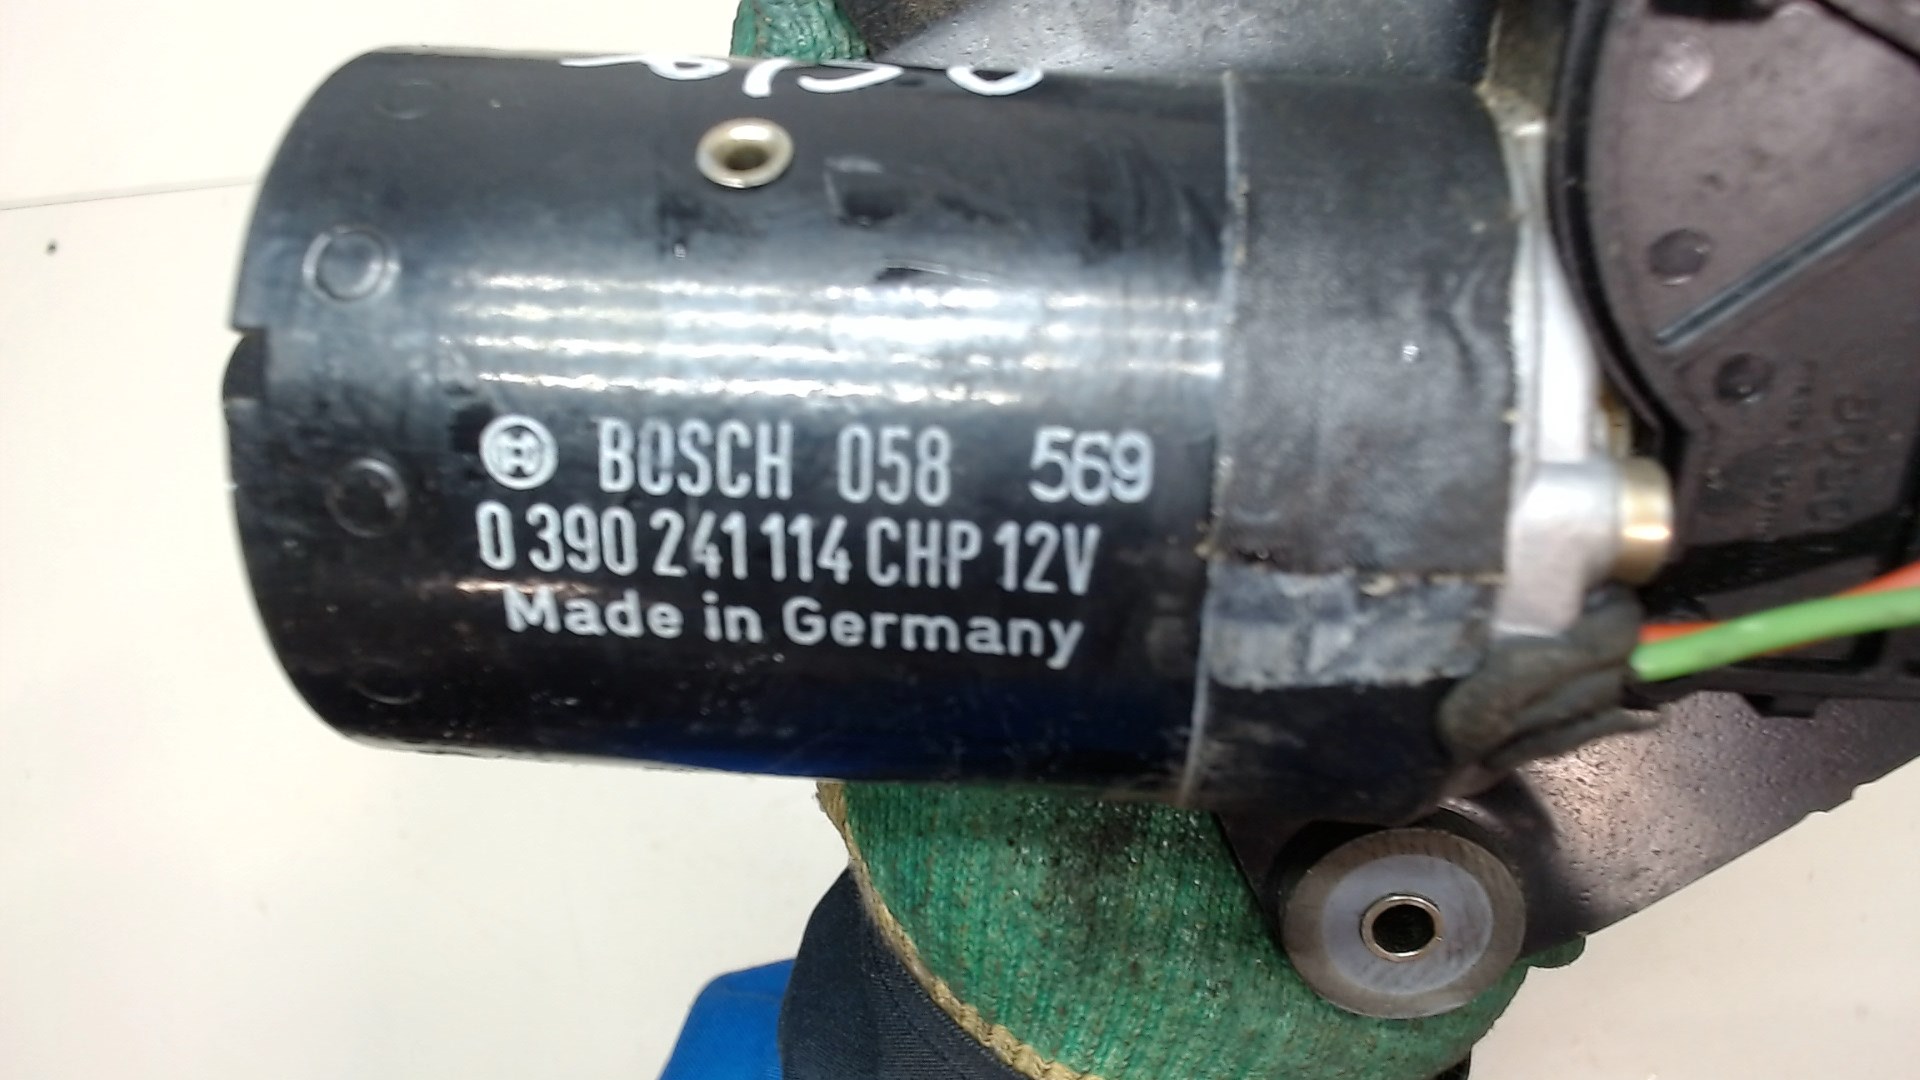 BOSCH 058 569
0 390 241 114 CHP 12V
Made in Germany